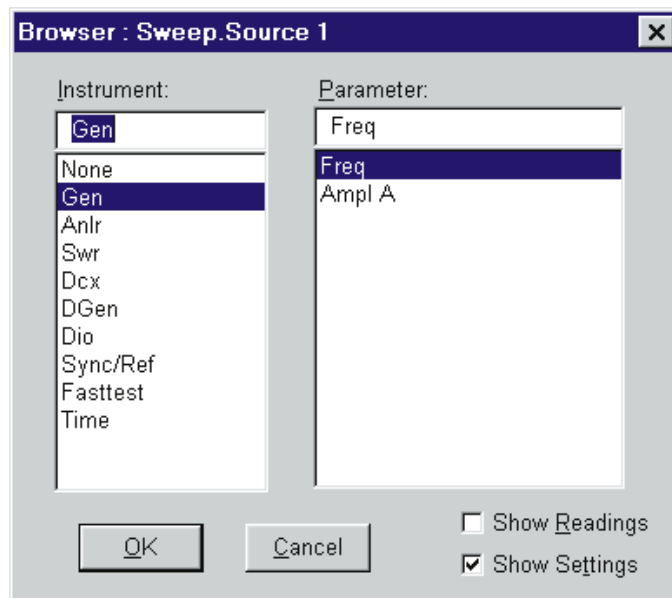 Browser : Sweep.Source 1
Instrument:
Gen
None
Gen
Anlr
Swr
Dcx
DGen
Dio
Sync/Ref
Fasttest
Time
Parameter:
Freq
Freq
Ampl A
OK
Cancel
Show Readings
Show Settings